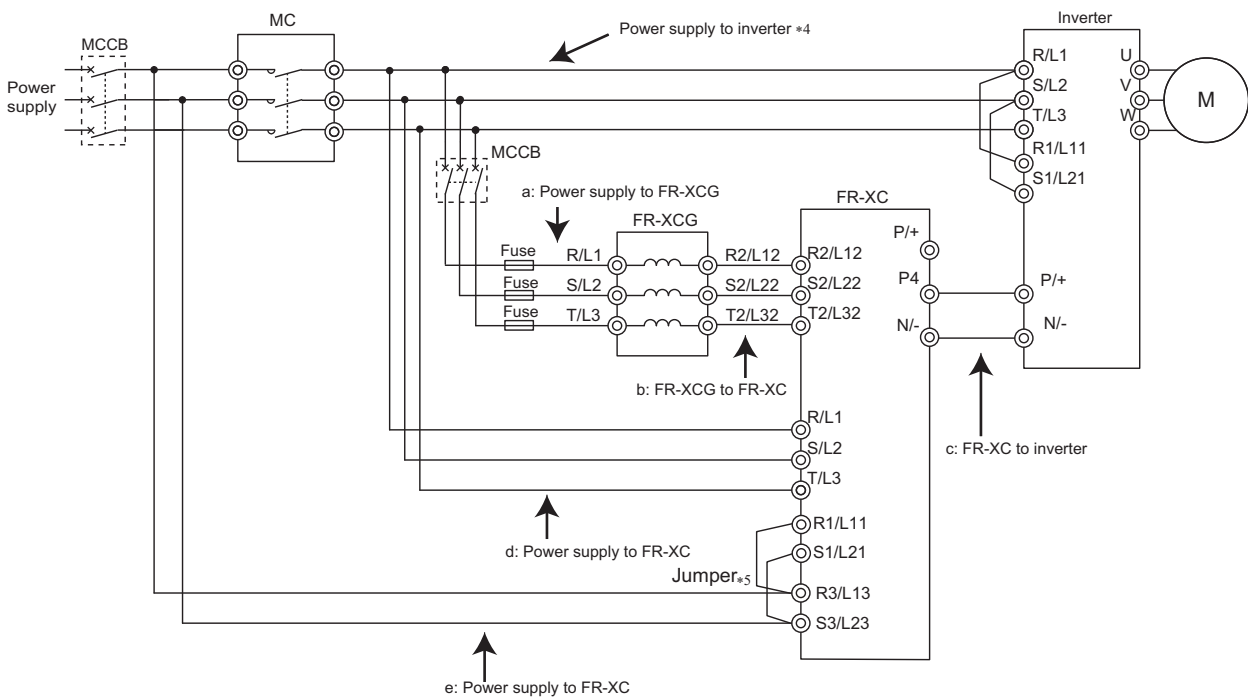 MC
Inverter
Power supply to inverter *4
MCCB
Power
supply
R/L1
S/L2
T/L3
R1/L11
S1/L21
U
V
W
M
MCCB
a: Power supply to FR-XCG
FR-XCG
FR-XC
Fuse
R/L1
R2/L12
R2/L12
P/+
Fuse
S/L2
S2/L22
S2/L22
P4
P/+
Fuse
T/L3
T2/L32
T2/L32
N/-
N/-
b: FR-XCG to FR-XC
c: FR-XC to inverter
R/L1
S/L2
T/L3
d: Power supply to FR-XC
R1/L11
S1/L21
Jumper*5
R3/L13
S3/L23
e: Power supply to FR-XC